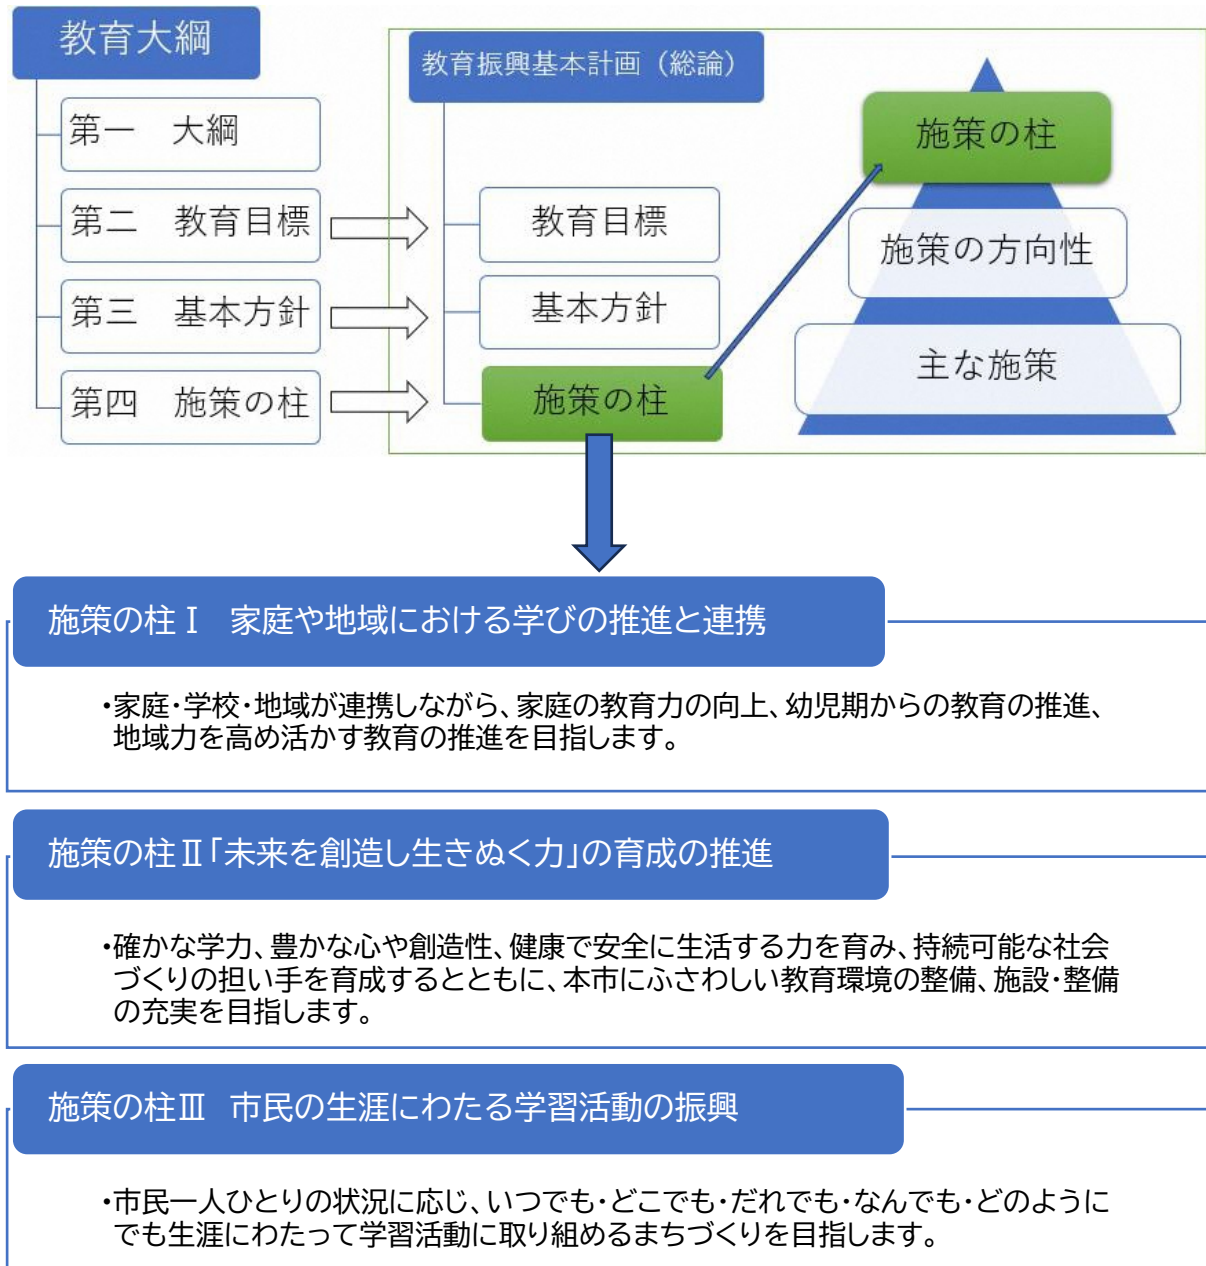 教育大綱
第一　大綱
第二　教育目標
第三　基本方針
第四　施策の柱
教育振興基本計画（総論）
教育目標
基本方針
施策の柱
施策の柱
施策の方向性
主な施策
施策の柱Ⅰ　家庭や地域における学びの推進と連携
・家庭・学校・地域が連携しながら、家庭の教育力の向上、幼児期からの教育の推進、
地域力を高め活かす教育の推進を目指します。
施策の柱Ⅱ「未来を創造し生きぬく力」の育成の推進
・確かな学力、豊かな心や創造性、健康で安全に生活する力を育み、持続可能な社会
づくりの担い手を育成するとともに、本市にふさわしい教育環境の整備、施設・整備
の充実を目指します。
施策の柱Ⅲ　市民の生涯にわたる学習活動の振興
・市民一人ひとりの状況に応じ、いつでも・どこでも・だれでも・なんでも・どのように
でも生涯にわたって学習活動に取り組めるまちづくりを目指します。